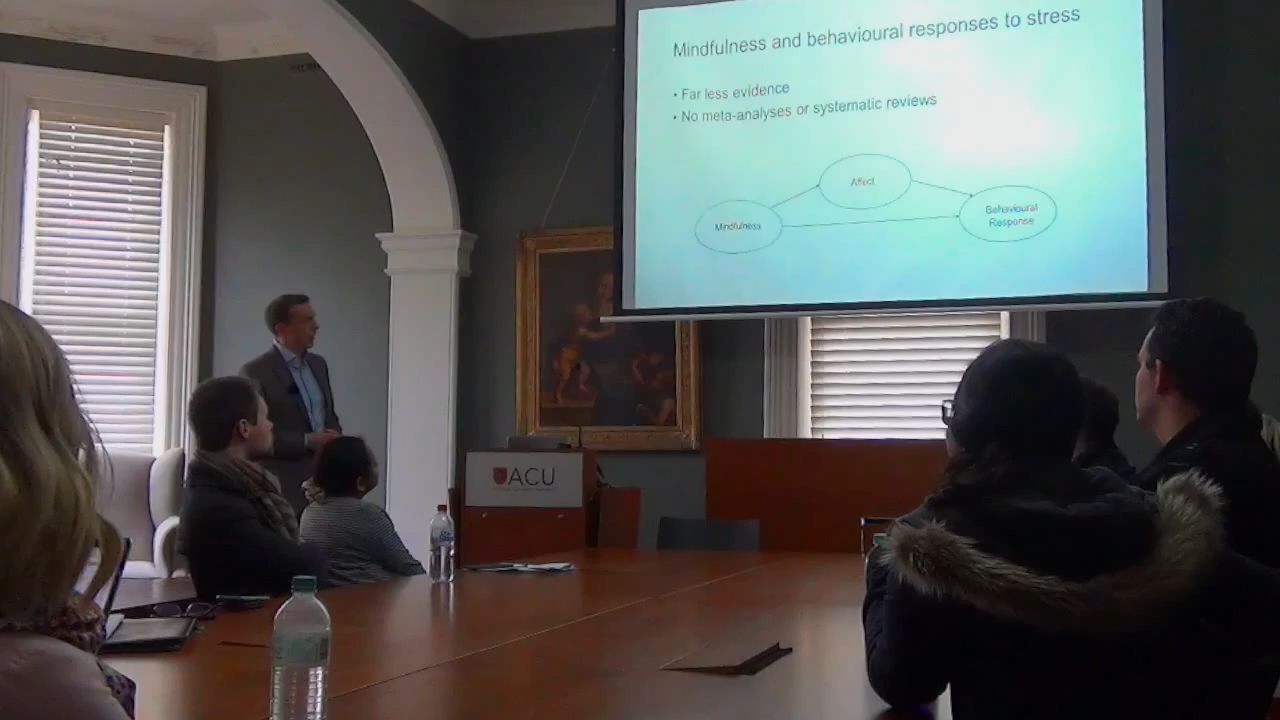 Mindfulness and behavioural responses to stress
• Far less evidence
• No meta-analyses or systematic reviews
Affect
Mindfulness
Behavioural
Response
ACU